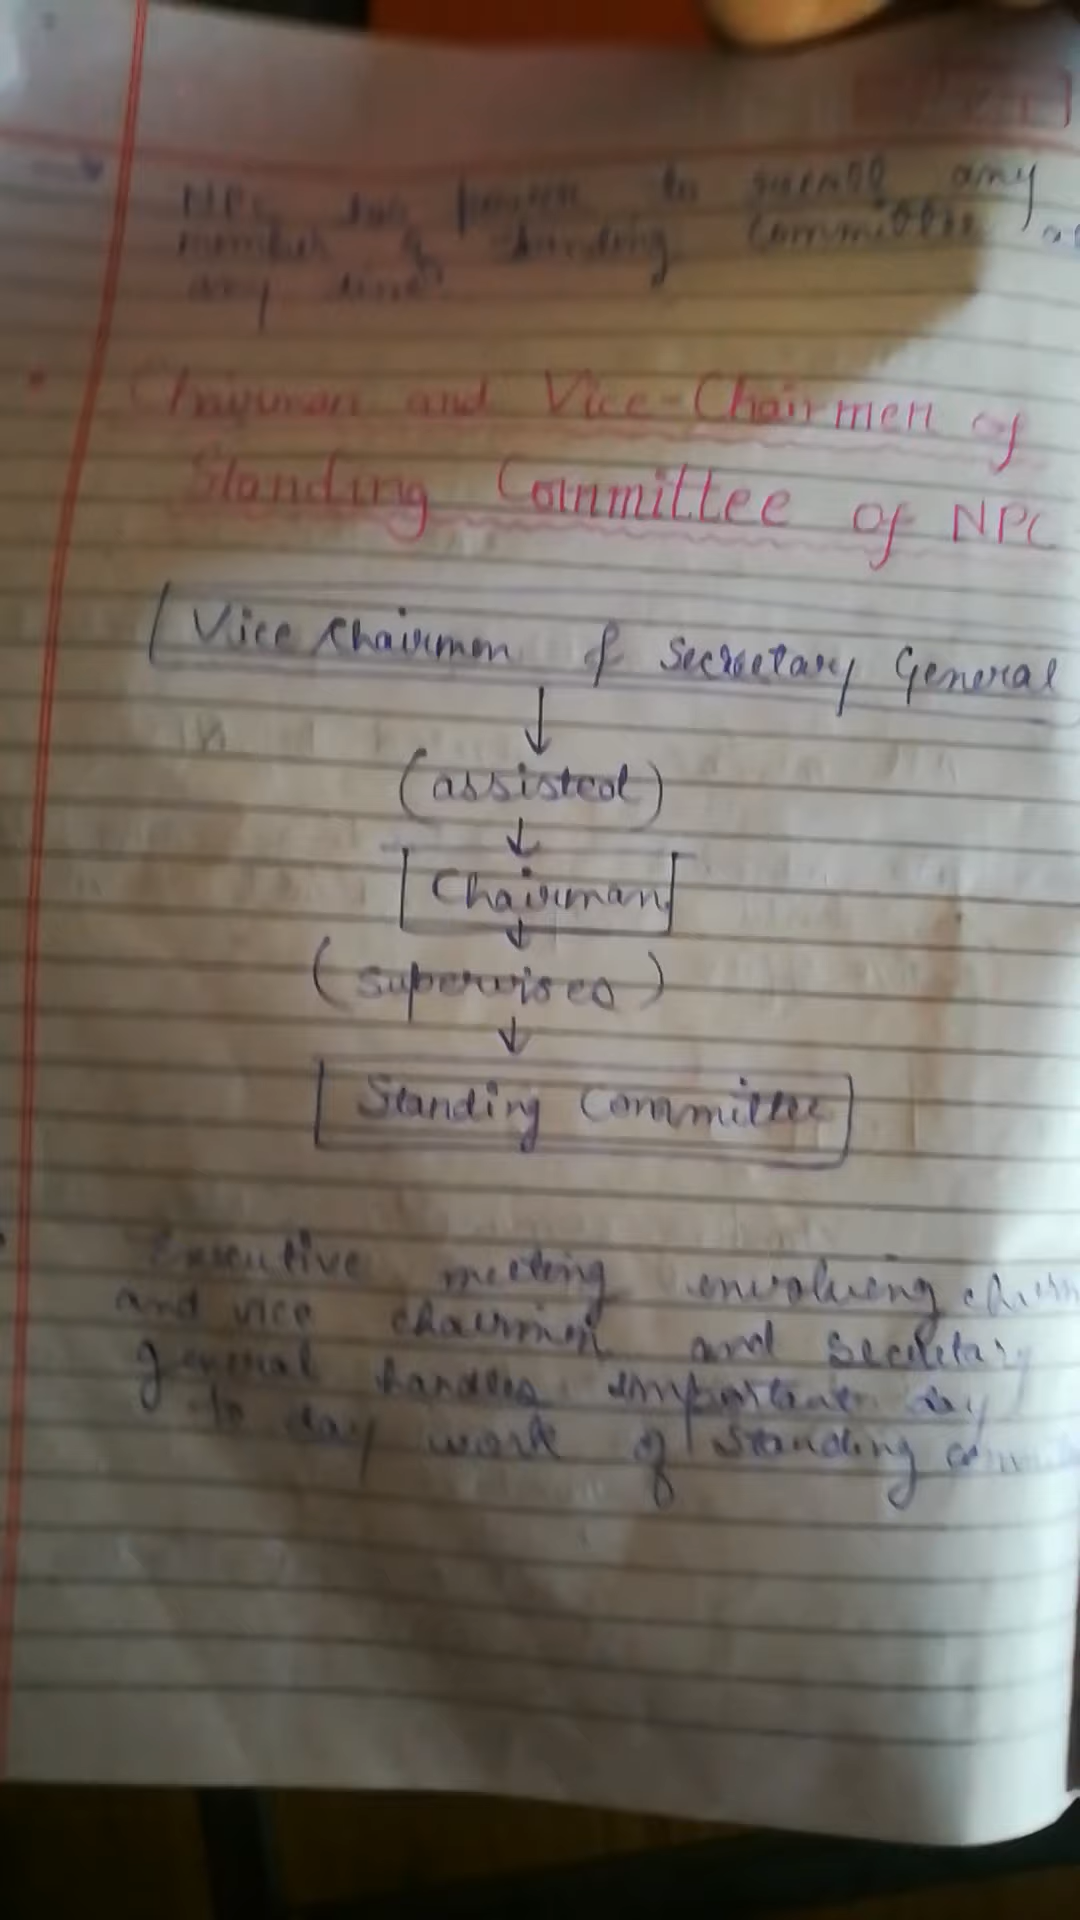 NPC has power to recall any
member of Standing Committee, at
any time
Chairman and Vice-Chairmen of
Standing Committee of NPC
Vice Chairmen & Secretary General
(assisted)
Chairman
(supervises)
Standing Committee
Executive meeting envolving
and vice chairmen and Secretary
general handles important day
to day work of Standing